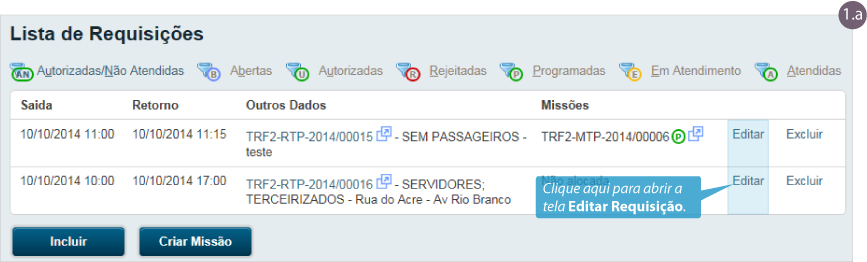 1.a
Lista de Requisições
AN Autorizadas/Não Atendidas B Abertas U Autorizadas R Rejeitadas P Programadas E Em Atendimento A Atendidas
Saida Retorno Outros Dados Missões
10/10/2014 11:00 10/10/2014 11:15 TRF2-RTP-2014/00015 - SEM PASSAGEIROS - TRF2-MTP-2014/00006 P Editar Excluir
teste
10/10/2014 10:00 10/10/2014 17:00 TRF2-RTP-2014/00016 - SERVIDORES; Não alocada Editar Excluir
TERCEIRIZADOS - Rua do Acre - Av Rio Branco
Clique aqui para abrir a
tela Editar Requisição.
Incluir Criar Missão